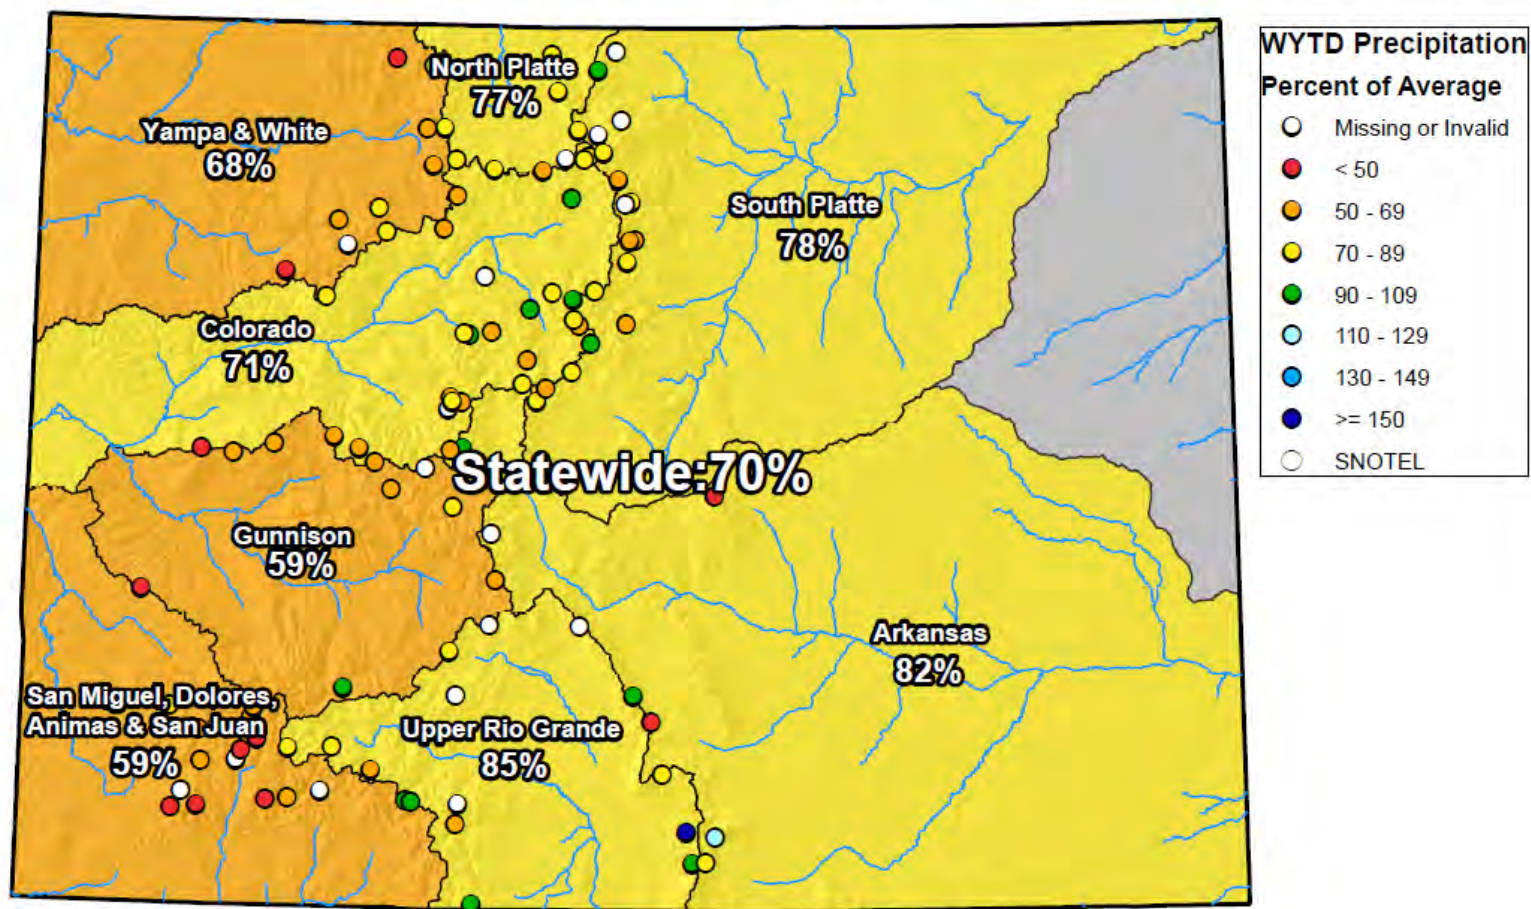 North Platte
77%
Yampa & White
68%
South Platte
78%
Colorado
71%
Statewide:70%
Gunnison
59%
Arkansas
82%
San Miguel, Dolores,
Animas & San Juan
59%
Upper Rio Grande
85%
WYTD Precipitation
Percent of Average
Missing or Invalid
< 50
50 - 69
70 - 89
90 - 109
110 - 129
130 - 149
>= 150
SNOTEL